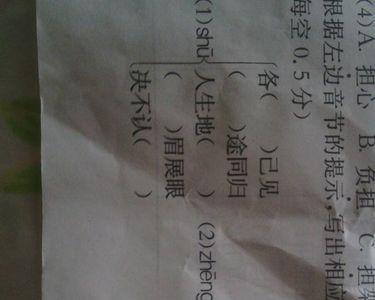 (4)A. 担心 B. 负担 C. 担
根据左边音节的提示,写出相应
每空0.5分)
各( )己见
( )途同归
(1)shū 人生地( ) (2)zhēng
( )眉展眼
决不认( )